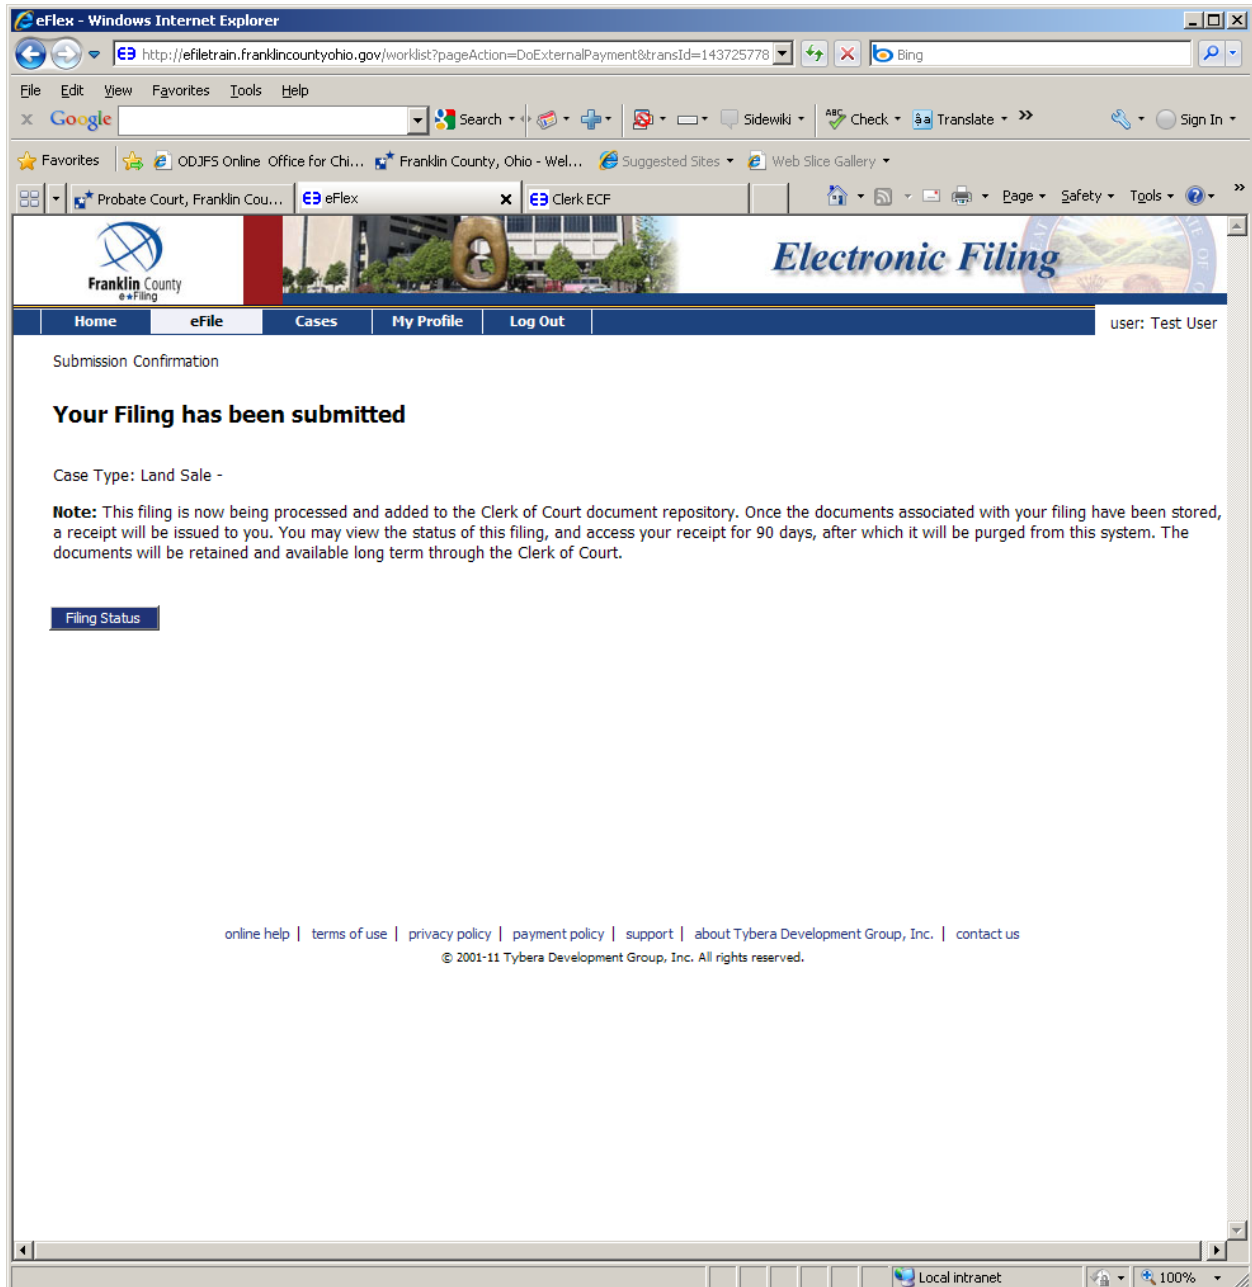 eFlex - Windows Internet Explorer
http://efiletrain.franklincountyohio.gov/worklist?pageAction=DoExternalPayment&transId=143725778
Bing
File Edit View Favorites Tools Help
x Google Search Sidewiki ABC Check ab Translate » Sign In
Favorites ODJFS Online Office for Chi... Franklin County, Ohio - Wel... Suggested Sites Web Slice Gallery
Probate Court, Franklin Cou... eFlex x Clerk ECF Page Safety Tools »
Franklin County
e★Filing
Electronic Filing
Home eFile Cases My Profile Log Out user: Test User
Submission Confirmation
Your Filing has been submitted
Case Type: Land Sale -
Note: This filing is now being processed and added to the Clerk of Court document repository. Once the documents associated with your filing have been stored,
a receipt will be issued to you. You may view the status of this filing, and access your receipt for 90 days, after which it will be purged from this system. The
documents will be retained and available long term through the Clerk of Court.
Filing Status
online help | terms of use | privacy policy | payment policy | support | about Tybera Development Group, Inc. | contact us
© 2001-11 Tybera Development Group, Inc. All rights reserved.
Local intranet 100%